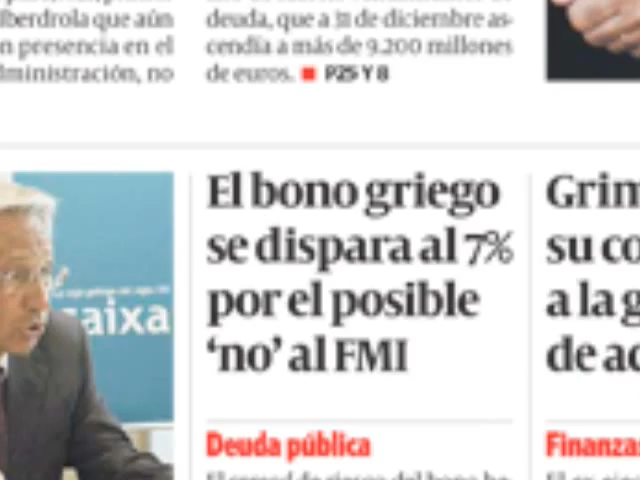 Iberdrola que aún
n presencia en el
dministración, no
deuda, que a 31 de diciembre as-
cendía a más de 9.200 millones
de euros. ■ P25 Y 8
aixa
El bono griego
se dispara al 7%
por el posible
‘no’ al FMI
Deuda pública
Grim
su co
a la g
de ac
Finanzas